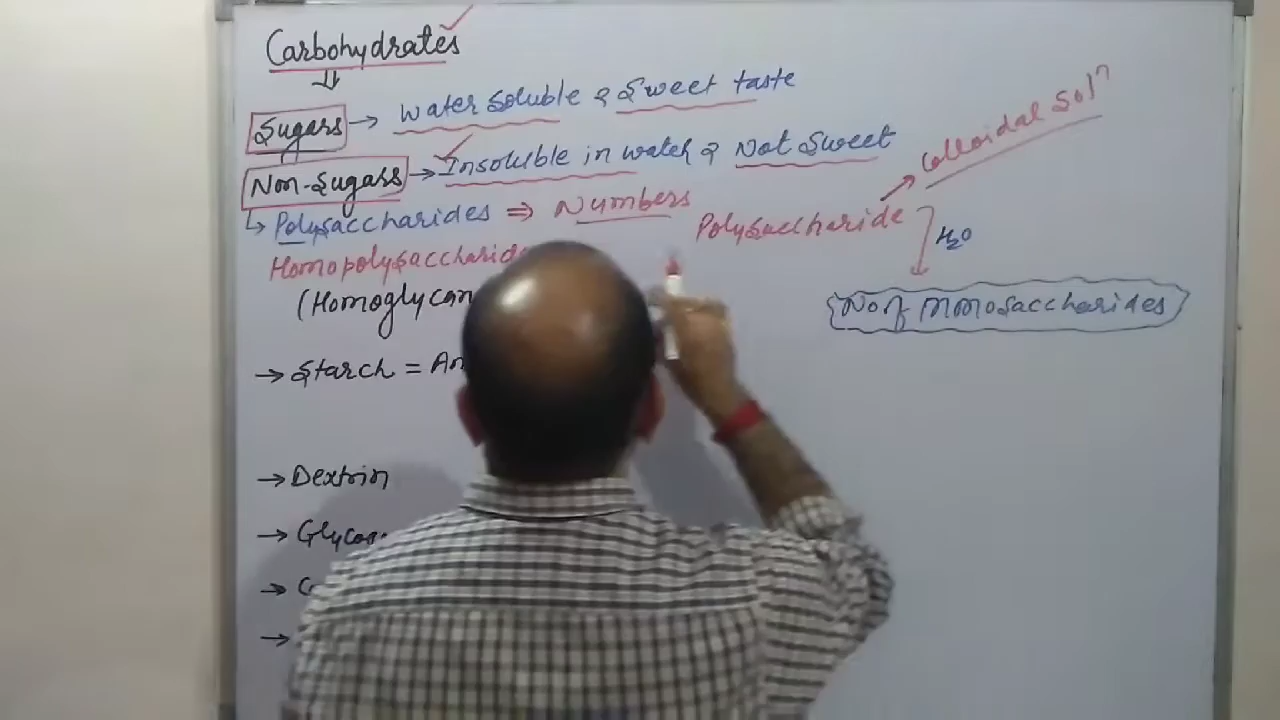 Carbohydrates
⇓
Sugars → Water Soluble & Sweet taste
Non-Sugars → Insoluble in water & Not Sweet
↳ Polysaccharides ⇒ Numbers
Homopolysaccharide
(Homoglycan
→ Starch = Am
→ Dextrin
→ Glycog
→ C
→
Colloidal Solⁿ
Polysaccharide
H₂O
No of monosaccharides